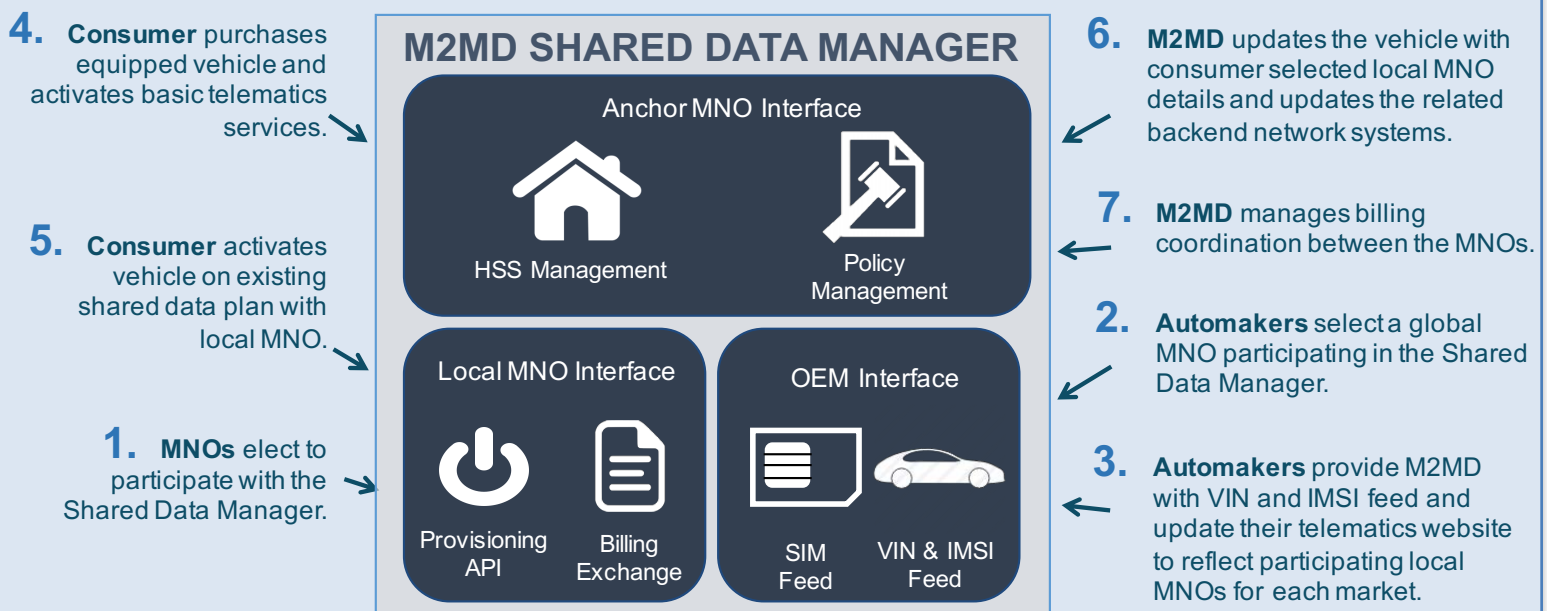 4. Consumer purchases
equipped vehicle and
activates basic telematics
services.
5. Consumer activates
vehicle on existing
shared data plan with
local MNO.
1. MNOs elect to
participate with the
Shared Data Manager.
M2MD SHARED DATA MANAGER
Anchor MNO Interface
HSS Management
Policy
Management
Local MNO Interface
Provisioning
API
Billing
Exchange
OEM Interface
SIM
Feed
VIN & IMSI
Feed
6. M2MD updates the vehicle with
consumer selected local MNO
details and updates the related
backend network systems.
7. M2MD manages billing
coordination between the MNOs.
2. Automakers select a global
MNO participating in the Shared
Data Manager.
3. Automakers provide M2MD
with VIN and IMSI feed and
update their telematics website
to reflect participating local
MNOs for each market.